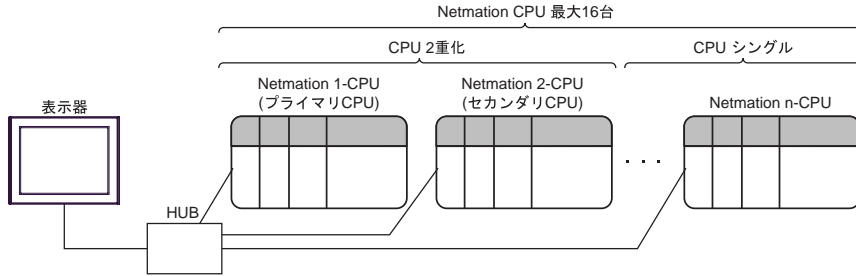 Netmation CPU 最大16台
CPU 2重化
CPU シングル
Netmation 1-CPU
(プライマリCPU)
Netmation 2-CPU
(セカンダリCPU)
Netmation n-CPU
表示器
. . .
HUB